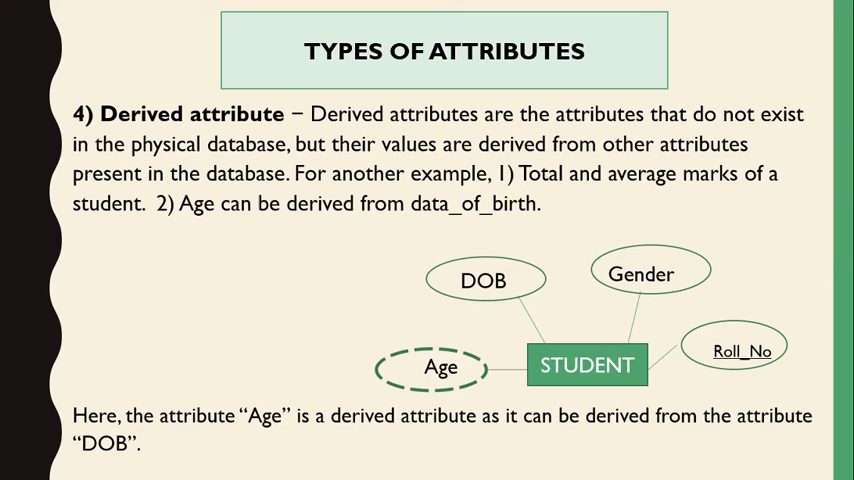 TYPES OF ATTRIBUTES
4) Derived attribute – Derived attributes are the attributes that do not exist
in the physical database, but their values are derived from other attributes
present in the database. For another example, 1) Total and average marks of a
student. 2) Age can be derived from data_of_birth.
DOB
Gender
Roll_No
Age
STUDENT
Here, the attribute “Age” is a derived attribute as it can be derived from the attribute
“DOB”.